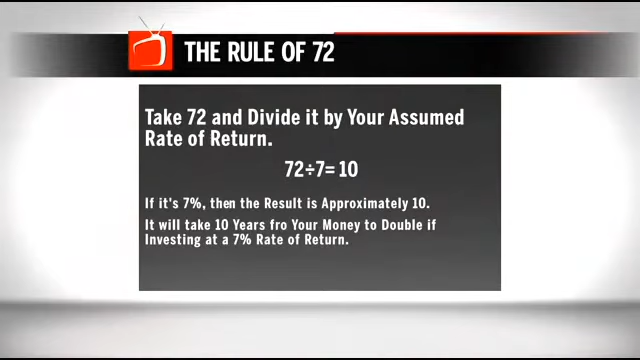 THE RULE OF 72
Take 72 and Divide it by Your Assumed
Rate of Return.
72÷7= 10
If it's 7%, then the Result is Approximately 10.
It will take 10 Years fro Your Money to Double if
Investing at a 7% Rate of Return.